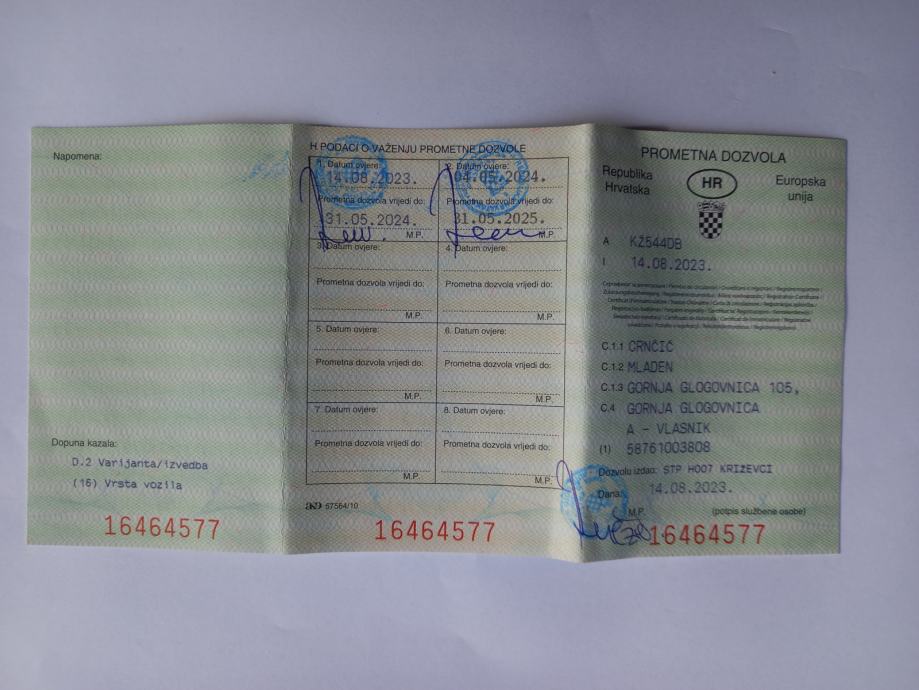 Napomena:
Dopuna kazala:
D.2 Varijanta/izvedba
(16) Vrsta vozila
16464577
H PODACI O VAŽENJU PROMETNE DOZVOLE
1. Datum ovjere:
14.08.2023.
Prometna dozvola vrijedi do:
31.05.2024.
M.P.
2. Datum ovjere:
04.05.2024.
Prometna dozvola vrijedi do:
31.05.2025.
M.P.
3. Datum ovjere:
Prometna dozvola vrijedi do:
M.P.
4. Datum ovjere:
Prometna dozvola vrijedi do:
M.P.
5. Datum ovjere:
Prometna dozvola vrijedi do:
M.P.
6. Datum ovjere:
Prometna dozvola vrijedi do:
M.P.
7. Datum ovjere:
Prometna dozvola vrijedi do:
M.P.
8. Datum ovjere:
Prometna dozvola vrijedi do:
M.P.
57564/10
16464577
PROMETNA DOZVOLA
Republika
Hrvatska
HR
Europska
unija
A KŽ544DB
I 14.08.2023.
C.1.1 CRNČIĆ
C.1.2 MLADEN
C.1.3 GORNJA GLOGOVNICA 105,
C.4 GORNJA GLOGOVNICA
A - VLASNIK
(1) 58761003808
Dozvolu izdao: STP H007 KRIŽEVCI
Dana: 14.08.2023.
M.P. (potpis službene osobe)
16464577